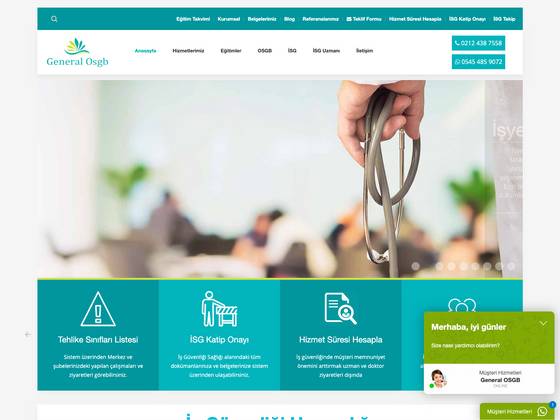 Eğitim Takvimi Kurumsal Belgelerimiz Blog Referanslarımız Teklif Formu Hizmet Süresi Hesapla İSG Katip Onayı İSG Takip
General Osgb
Anasayfa Hizmetlerimiz Eğitimler OSGB İSG İSG Uzmanı İletişim
0212 438 7558
0545 485 9072
İşye
Tehlike Sınıfları Listesi
Sistem üzerinden Merkez ve
şubelerinizdeki yapılan çalışmaları ve
ziyaretleri görebilirsiniz.
İSG Katip Onayı
İş Güvenliği Sağlığı alanındaki tüm
dokümanlarınıza ve belgelerinize sistem
üzerinden ulaşabilirsiniz.
Hizmet Süresi Hesapla
İş güvenliğinde müşteri memnuniyet
önemini arttırmak uzman ve doktor
ziyaretleri dışında
Merhaba, iyi günler
Size nasıl yardımcı olabilirim?
Müşteri Hizmetleri
General OSGB
ONLINE
Müşteri Hizmetleri